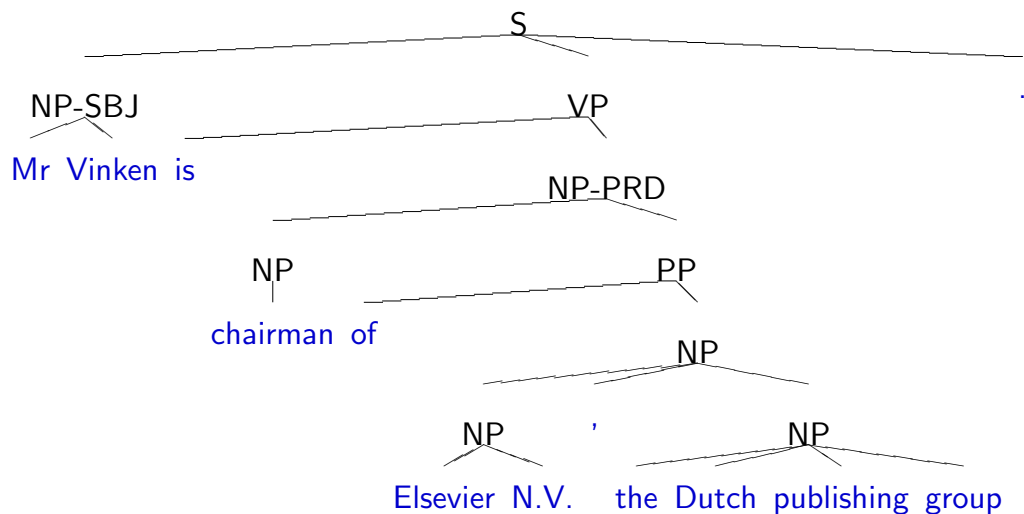 S
NP-SBJ VP .
Mr Vinken is
NP-PRD
NP PP
chairman of
NP
NP , NP
Elsevier N.V. the Dutch publishing group